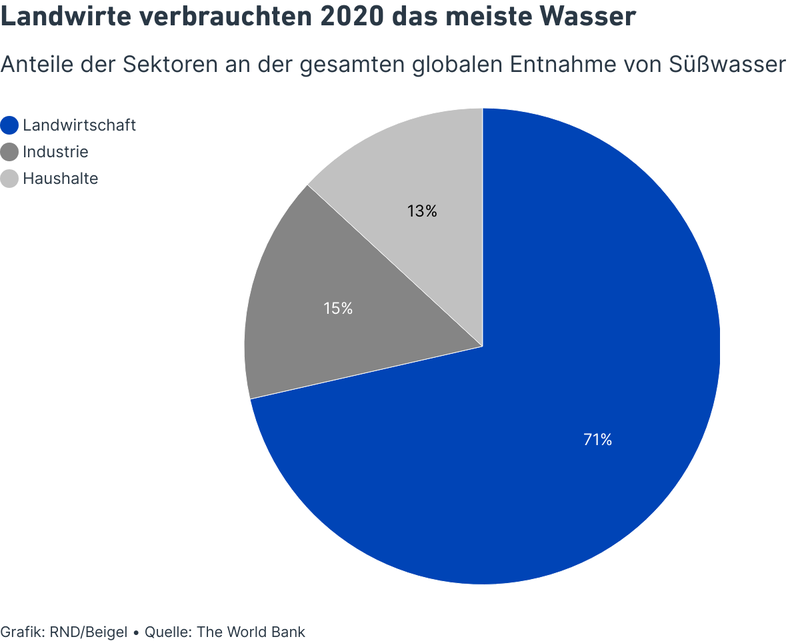 Landwirte verbrauchten 2020 das meiste Wasser
Anteile der Sektoren an der gesamten globalen Entnahme von Süßwasser
Landwirtschaft
Industrie
Haushalte
13%
15%
71%
Grafik: RND/Beigel • Quelle: The World Bank